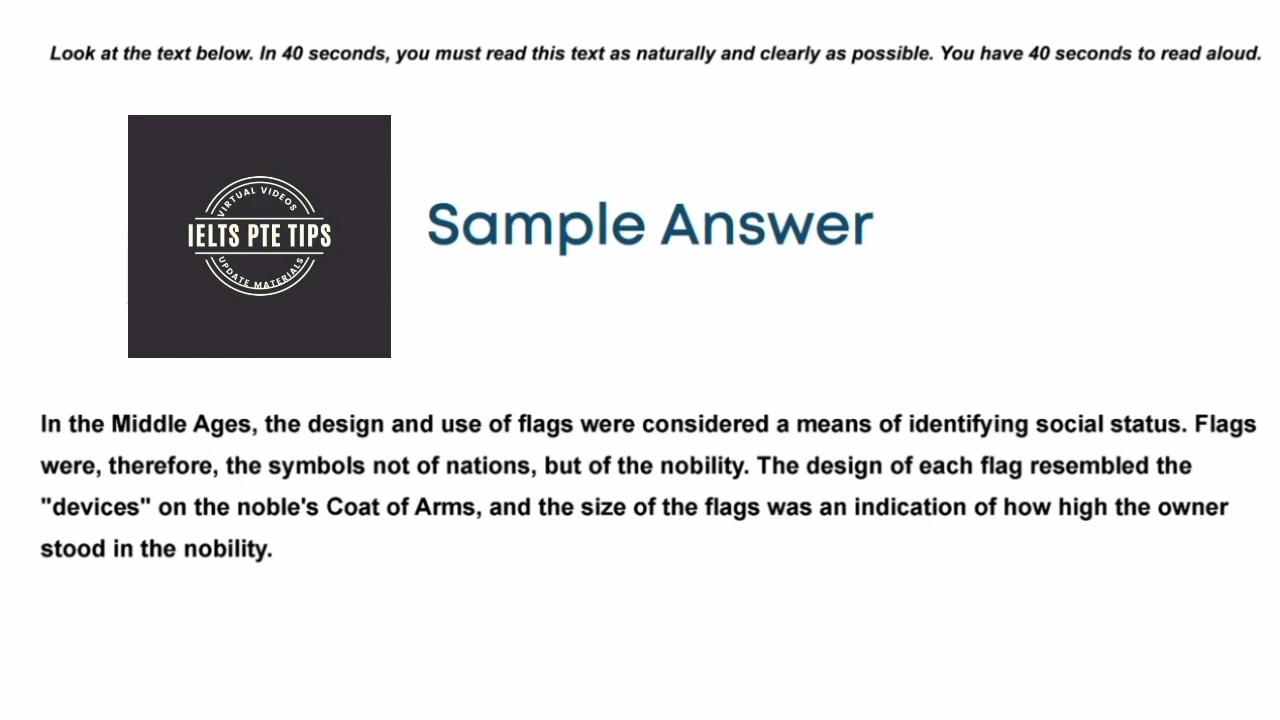 Look at the text below. In 40 seconds, you must read this text as naturally and clearly as possible. You have 40 seconds to read aloud.
VIRTUAL VIDEOS
IELTS PTE TIPS
UPDATE MATERIALS
Sample Answer
In the Middle Ages, the design and use of flags were considered a means of identifying social status. Flags
were, therefore, the symbols not of nations, but of the nobility. The design of each flag resembled the
"devices" on the noble's Coat of Arms, and the size of the flags was an indication of how high the owner
stood in the nobility.